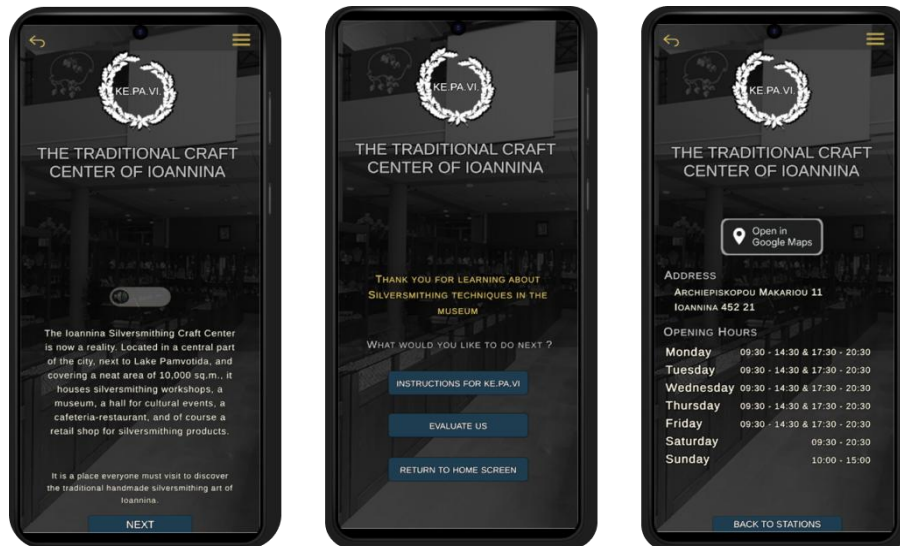 KE.PA.VI.
THE TRADITIONAL CRAFT
CENTER OF IOANNINA
The Ioannina Silversmithing Craft Center
is now a reality. Located in a central part
of the city, next to Lake Pamvotida, and
covering a neat area of 10,000 sq.m., it
houses silversmithing workshops, a
museum, a hall for cultural events, a
cafeteria-restaurant, and of course a
retail shop for silversmithing products.
It is a place everyone must visit to discover
the traditional handmade silversmithing art of
Ioannina.
NEXT
KE.PA.VI.
THE TRADITIONAL CRAFT
CENTER OF IOANNINA
THANK YOU FOR LEARNING ABOUT
SILVERSMITHING TECHNIQUES IN THE
MUSEUM
WHAT WOULD YOU LIKE TO DO NEXT ?
INSTRUCTIONS FOR KE.PA.VI
EVALUATE US
RETURN TO HOME SCREEN
KE.PA.VI.
THE TRADITIONAL CRAFT
CENTER OF IOANNINA
Open in
Google Maps
ADDRESS
ARCHIEPISKOPOU MAKARIOU 11
IOANNINA 452 21
OPENING HOURS
Monday 09:30 - 14:30 & 17:30 - 20:30
Tuesday 09:30 - 14:30 & 17:30 - 20:30
Wednesday 09:30 - 14:30 & 17:30 - 20:30
Thursday 09:30 - 14:30 & 17:30 - 20:30
Friday 09:30 - 14:30 & 17:30 - 20:30
Saturday 09:30 - 20:30
Sunday 10:00 - 15:00
BACK TO STATIONS